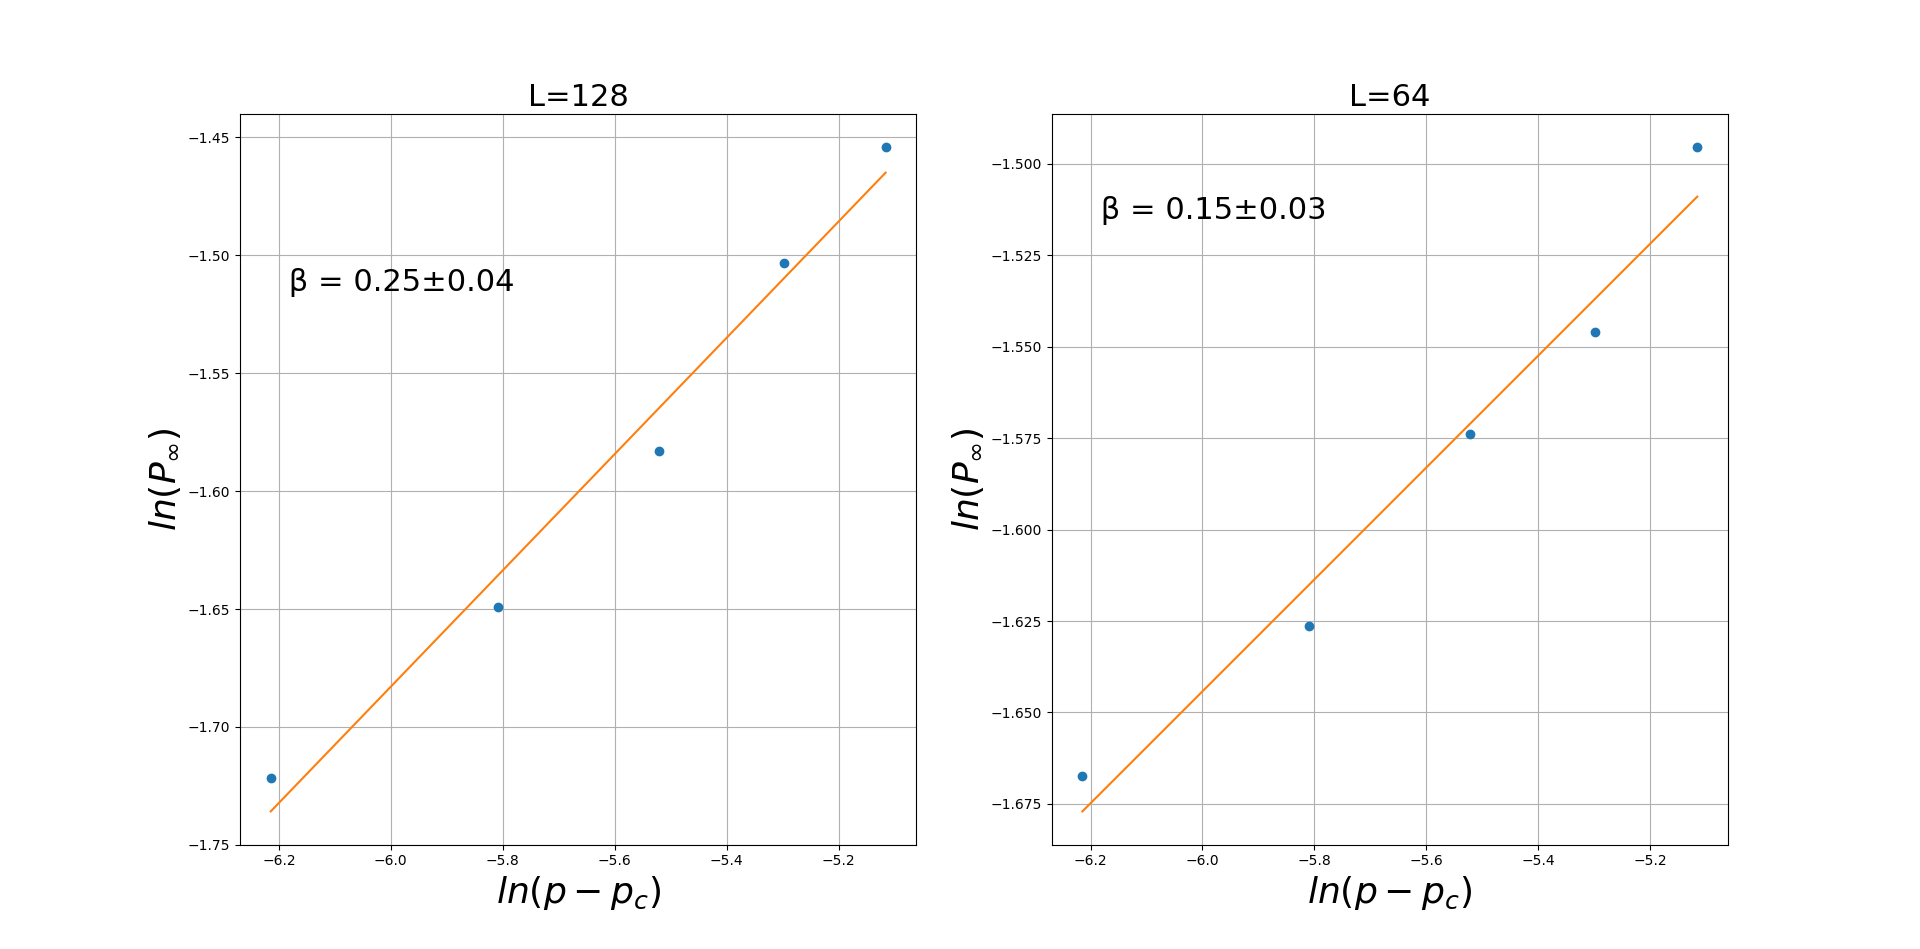 L=128
−1.45
−1.50
−1.55
−1.60
−1.65
−1.70
−1.75
ln(P∞)
β = 0.25±0.04
−6.2 −6.0 −5.8 −5.6 −5.4 −5.2
ln(p − pc)
L=64
−1.500
−1.525
−1.550
−1.575
−1.600
−1.625
−1.650
−1.675
ln(P∞)
β = 0.15±0.03
−6.2 −6.0 −5.8 −5.6 −5.4 −5.2
ln(p − pc)